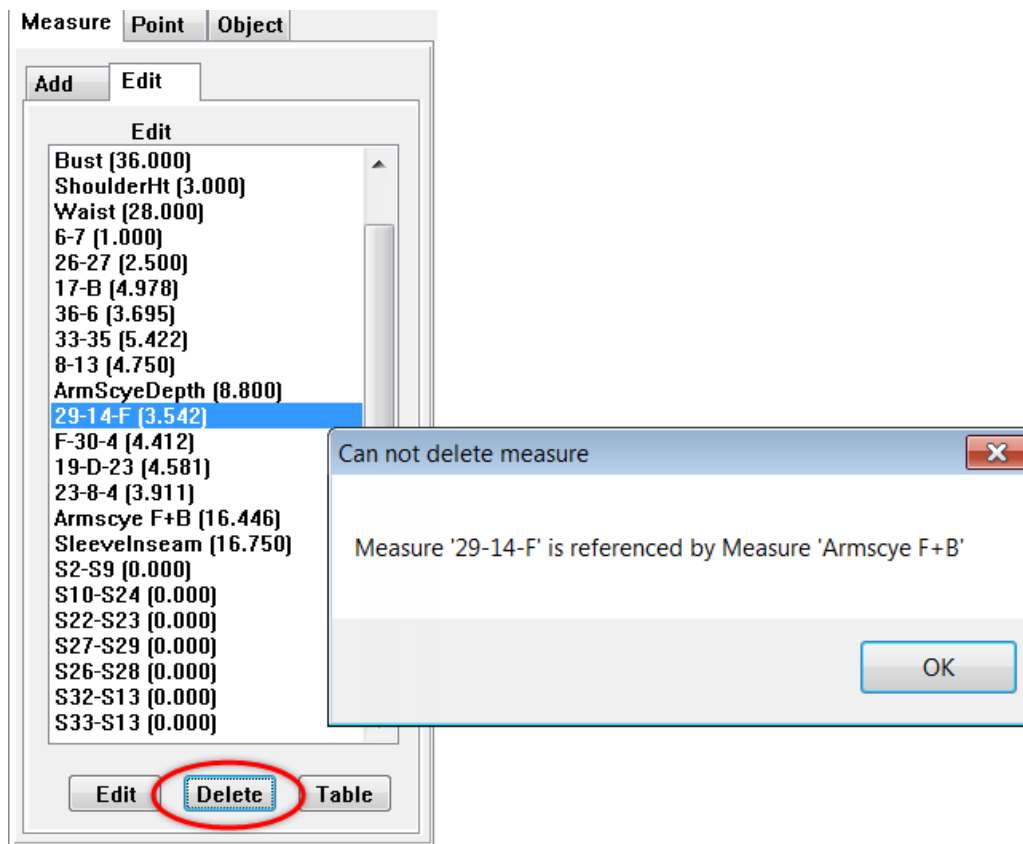 Measure Point Object
Add Edit
Edit
Bust (36.000)
ShoulderHt (3.000)
Waist (28.000)
6-7 (1.000)
26-27 (2.500)
17-B (4.978)
36-6 (3.695)
33-35 (5.422)
8-13 (4.750)
ArmScyeDepth (8.800)
29-14-F (3.542)
F-30-4 (4.412)
19-D-23 (4.581)
23-8-4 (3.911)
Armscye F+B (16.446)
SleeveInseam (16.750)
S2-S9 (0.000)
S10-S24 (0.000)
S22-S23 (0.000)
S27-S29 (0.000)
S26-S28 (0.000)
S32-S13 (0.000)
S33-S13 (0.000)
Edit Delete Table
Can not delete measure
Measure '29-14-F' is referenced by Measure 'Armscye F+B'
OK